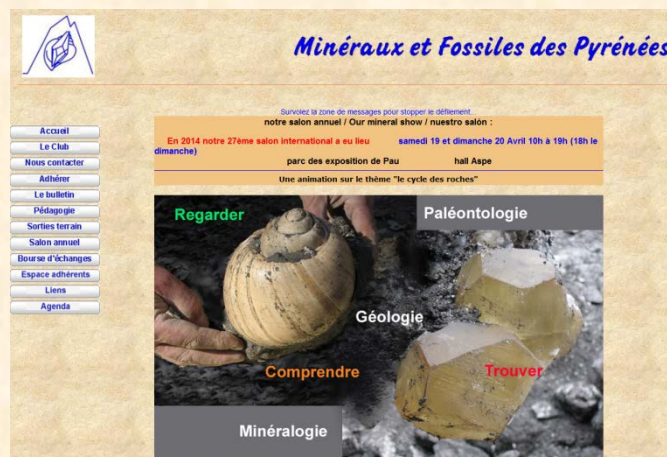 Minéraux et Fossiles des Pyrénées
Survolez la zone de messages pour stopper le défilement.
notre salon annuel / Our mineral show / nuestro salón :
En 2014 notre 27ème salon international a eu lieu samedi 19 et dimanche 20 Avril 10h à 19h (18h le
dimanche)
parc des exposition de Pau hall Aspe
Une animation sur le thème "le cycle des roches"
Accueil
Le Club
Nous contacter
Adhérer
Le bulletin
Pédagogie
Sorties terrain
Salon annuel
Bourse d'échanges
Espace adhérents
Liens
Agenda
Regarder
Paléontologie
Géologie
Comprendre
Trouver
Minéralogie